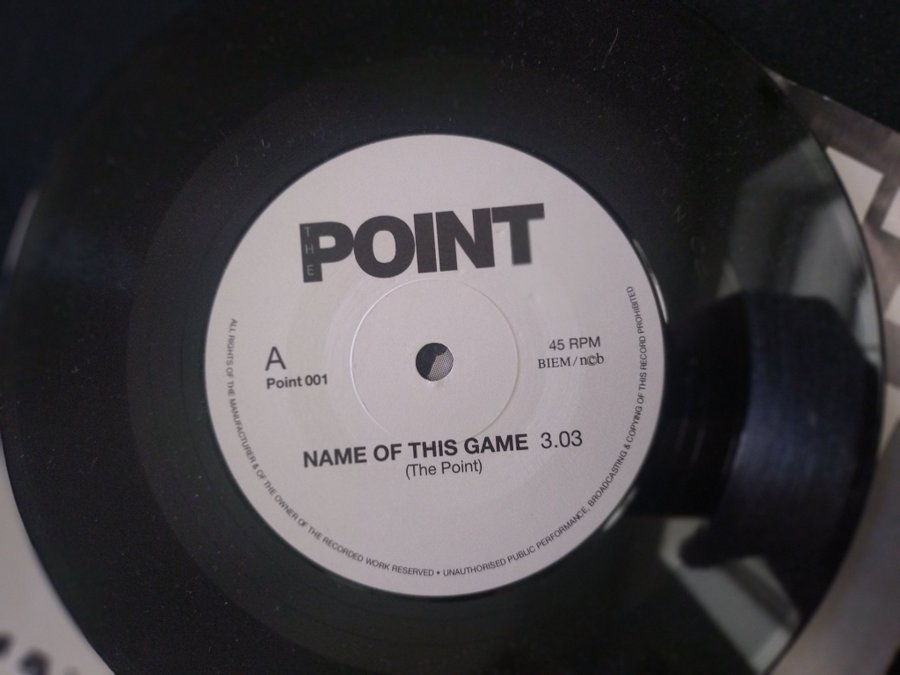 THE POINT
A
Point 001
45 RPM
BIEM/n©b
NAME OF THIS GAME 3.03
(The Point)
ALL RIGHTS OF THE MANUFACTURER & OF THE OWNER OF THE RECORDED WORK RESERVED • UNAUTHORISED PUBLIC PERFORMANCE, BROADCASTING & COPYING OF THIS RECORD PROHIBITED